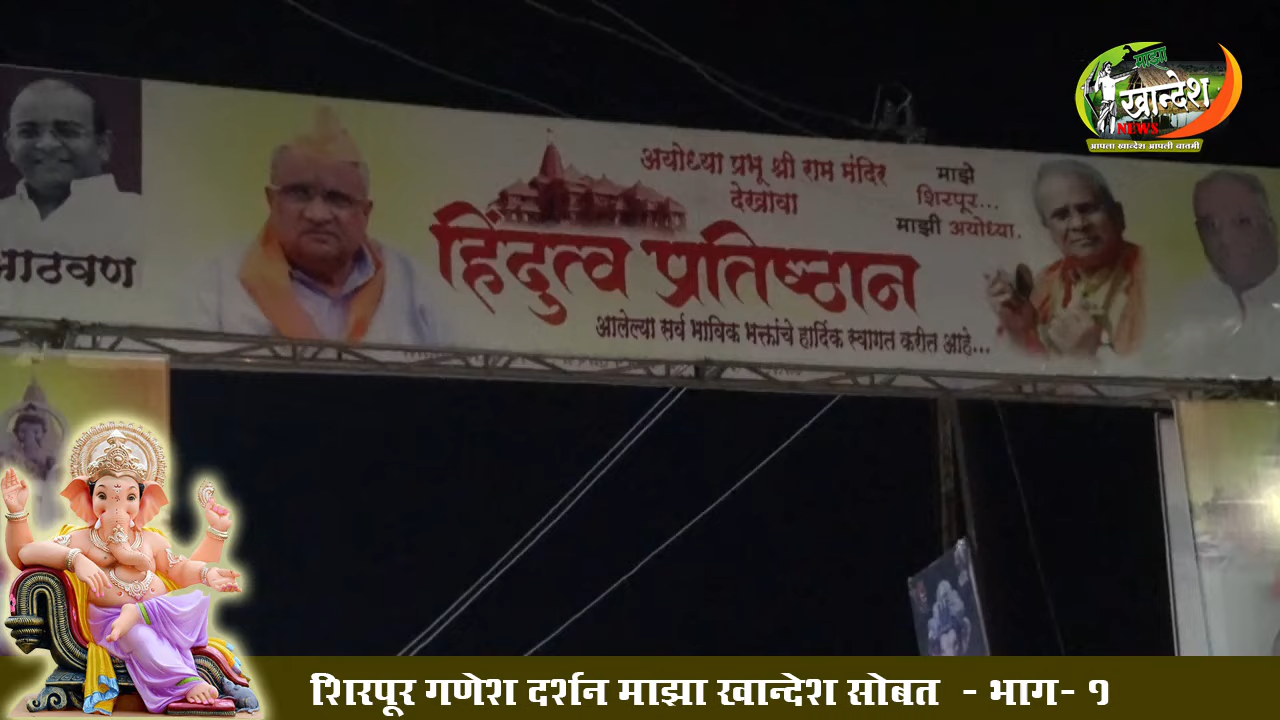 माझा
खान्देश
NEWS
आपला खान्देश आपली बातमी
अयोध्या प्रभू श्री राम मंदिर
देखावा
माझे
शिरपूर...
माझी अयोध्या.
हिंदुत्व प्रतिष्ठान
आठवण
आलेल्या सर्व भाविक भक्तांचे हार्दिक स्वागत करीत आहे...
शिरपूर गणेश दर्शन माझा खान्देश सोबत - भाग- १